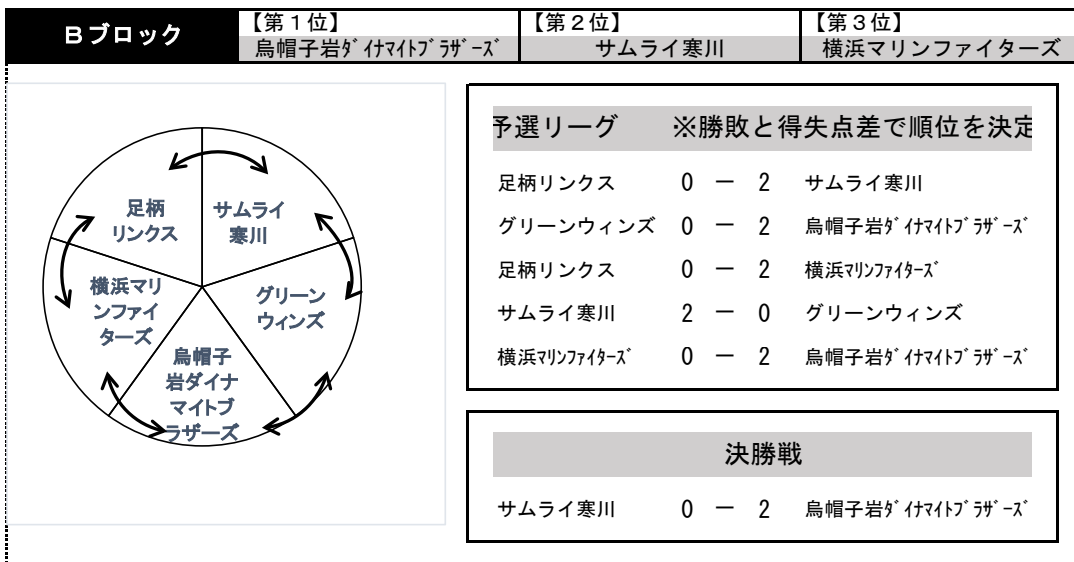 Bブロック
【第1位】
烏帽子岩ﾀﾞｲﾅﾏｲﾄﾌﾞﾗｻﾞｰｽﾞ
【第2位】
サムライ寒川
【第3位】
横浜マリンファイターズ
足柄
リンクス
サムライ
寒川
横浜マリ
ンファイ
ターズ
グリーン
ウィンズ
烏帽子
岩ダイナ
マイトブ
ラザーズ
予選リーグ ※勝敗と得失点差で順位を決定
足柄リンクス 0 － 2 サムライ寒川
グリーンウィンズ 0 － 2 烏帽子岩ﾀﾞｲﾅﾏｲﾄﾌﾞﾗｻﾞｰｽﾞ
足柄リンクス 0 － 2 横浜ﾏﾘﾝﾌｧｲﾀｰｽﾞ
サムライ寒川 2 － 0 グリーンウィンズ
横浜ﾏﾘﾝﾌｧｲﾀｰｽﾞ 0 － 2 烏帽子岩ﾀﾞｲﾅﾏｲﾄﾌﾞﾗｻﾞｰｽﾞ
決勝戦
サムライ寒川 0 － 2 烏帽子岩ﾀﾞｲﾅﾏｲﾄﾌﾞﾗｻﾞｰｽﾞ